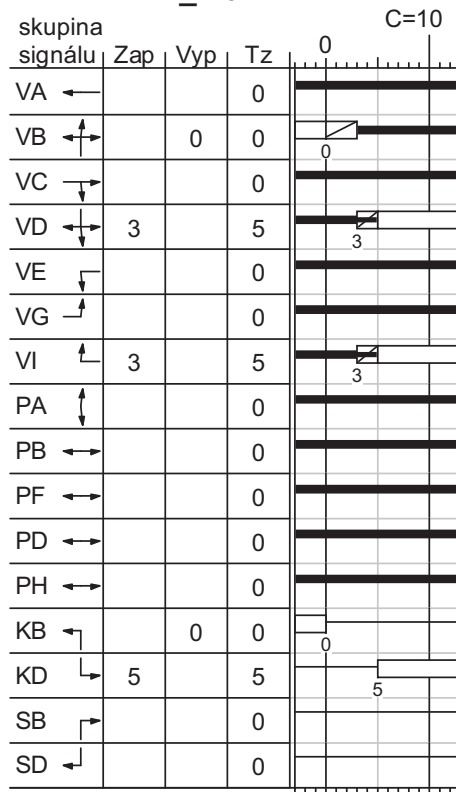 C=10
skupina
signálu Zap Vyp Tz 0
VA 0
VB 0 0 0
VC 0
VD 3 5 3
VE 0
VG 0
VI 3 5 3
PA 0
PB 0
PF 0
PD 0
PH 0
KB 0 0 0
KD 5 5 5
SB 0
SD 0